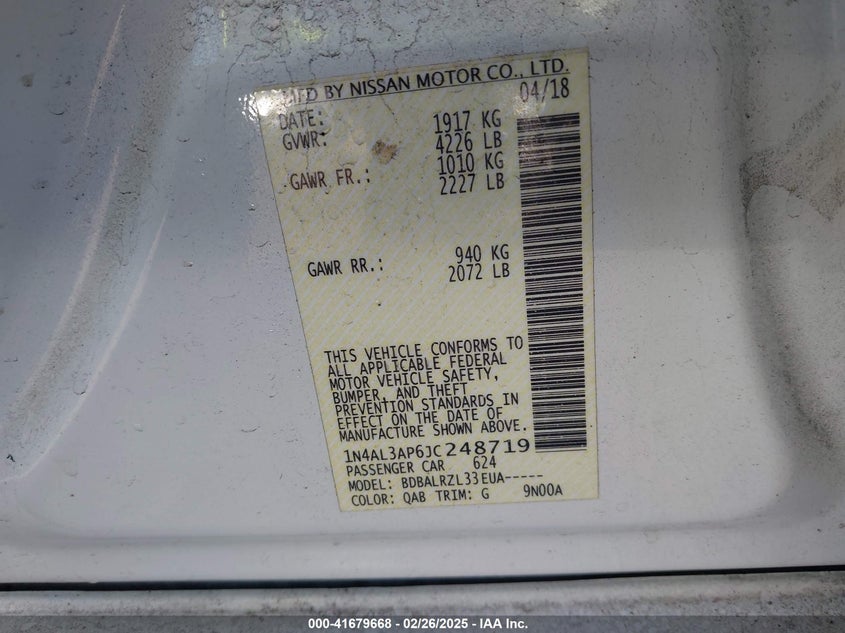 MFD BY NISSAN MOTOR CO., LTD.
DATE: 04/18
GVWR: 1917 KG
4226 LB
GAWR FR.: 1010 KG
2227 LB
GAWR RR.: 940 KG
2072 LB
THIS VEHICLE CONFORMS TO
ALL APPLICABLE FEDERAL
MOTOR VEHICLE SAFETY,
BUMPER, AND THEFT
PREVENTION STANDARDS IN
EFFECT ON THE DATE OF
MANUFACTURE SHOWN ABOVE.
1N4AL3AP6JC248719
PASSENGER CAR 624
MODEL: BDBALRZL33EUA-----
COLOR: QAB TRIM: G 9N00A
000-41679668 - 02/26/2025 - IAA Inc.